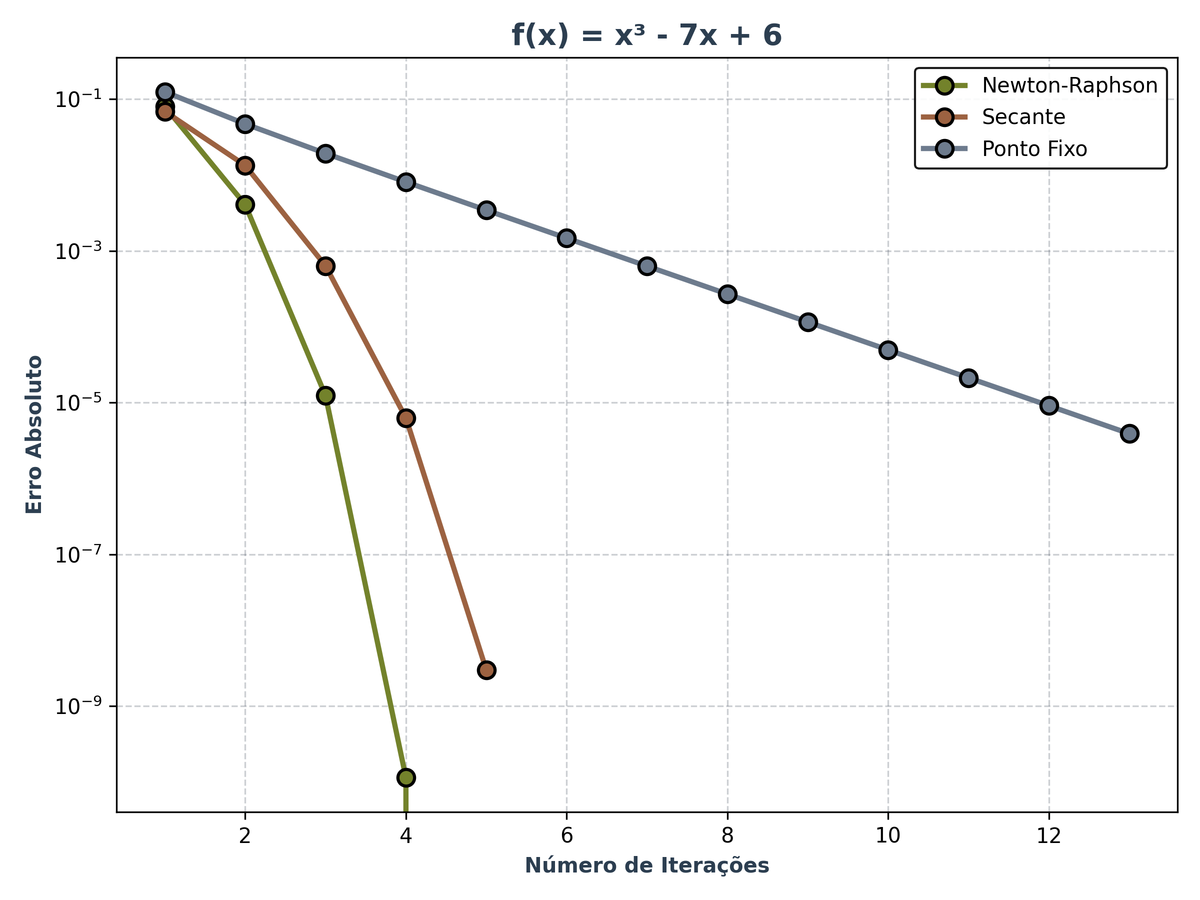 f(x) = x³ - 7x + 6
Newton-Raphson
Secante
Ponto Fixo
10⁻¹
10⁻³
10⁻⁵
10⁻⁷
10⁻⁹
Erro Absoluto
2 4 6 8 10 12
Número de Iterações